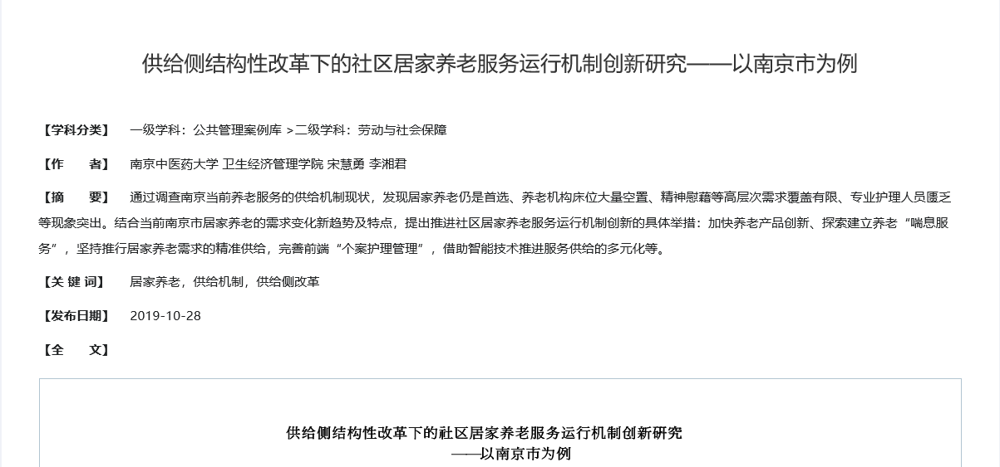 供给侧结构性改革下的社区居家养老服务运行机制创新研究——以南京市为例
【学科分类】 一级学科：公共管理案例库 >二级学科：劳动与社会保障
【作　　者】 南京中医药大学 卫生经济管理学院 宋慧勇 李湘君
【摘　　要】 通过调查南京当前养老服务的供给机制现状，发现居家养老仍是首选、养老机构床位大量空置、精神慰藉等高层次需求覆盖有限、专业护理人员匮乏
等现象突出。结合当前南京市居家养老的需求变化新趋势及特点，提出推进社区居家养老服务运行机制创新的具体举措：加快养老产品创新、探索建立养老“喘息服
务”，坚持推行居家养老需求的精准供给，完善前端“个案护理管理”，借助智能技术推进服务供给的多元化等。
【关 键 词】 居家养老，供给机制，供给侧改革
【发布日期】 2019-10-28
【全　　文】
供给侧结构性改革下的社区居家养老服务运行机制创新研究
——以南京市为例